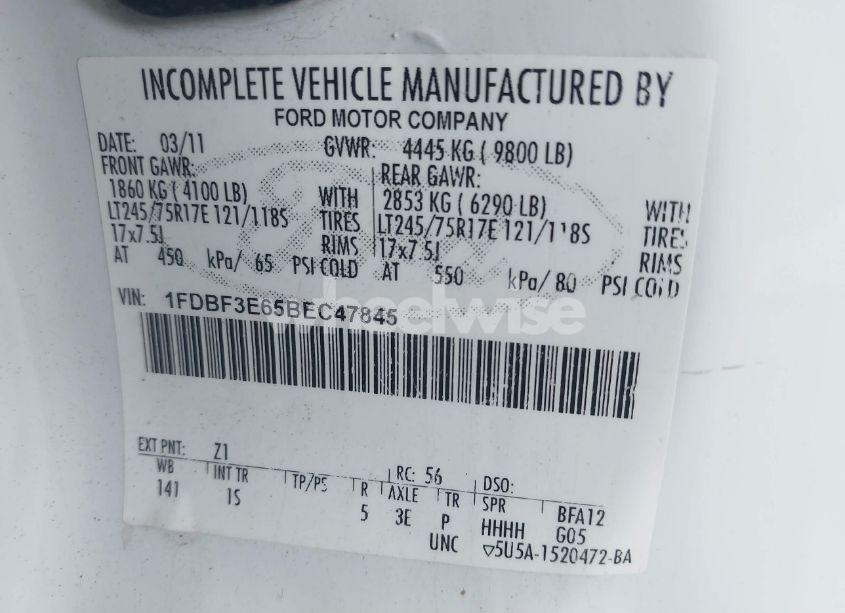 INCOMPLETE VEHICLE MANUFACTURED BY
FORD MOTOR COMPANY
DATE: 03/11 GVWR: 4445 KG ( 9800 LB)
FRONT GAWR: REAR GAWR:
1860 KG ( 4100 LB) WITH 2853 KG ( 6290 LB) WITH
LT245/75R17E 121/118S TIRES LT245/75R17E 121/118S TIRES
17x7.5J RIMS 17x7.5J RIMS
AT 450 kPa/ 65 PSI COLD AT 550 kPa/ 80 PSI COLD
VIN: 1FDBF3E65BEC47845
wheelwise
EXT PNT: Z1 RC: 56 DSO:
WB INT TR TP/PS R AXLE TR SPR BFA12
141 IS 5 3E P HHHH G05
UNC ▽5U5A-1520472-BA